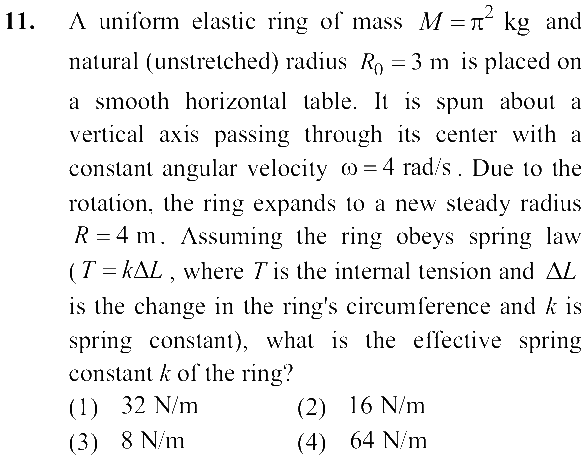 11. A uniform elastic ring of mass M = π² kg and
natural (unstretched) radius R₀ = 3 m is placed on
a smooth horizontal table. It is spun about a
vertical axis passing through its center with a
constant angular velocity ω = 4 rad/s. Due to the
rotation, the ring expands to a new steady radius
R = 4 m. Assuming the ring obeys spring law
(T = kΔL, where T is the internal tension and ΔL
is the change in the ring's circumference and k is
spring constant), what is the effective spring
constant k of the ring?
(1) 32 N/m (2) 16 N/m
(3) 8 N/m (4) 64 N/m